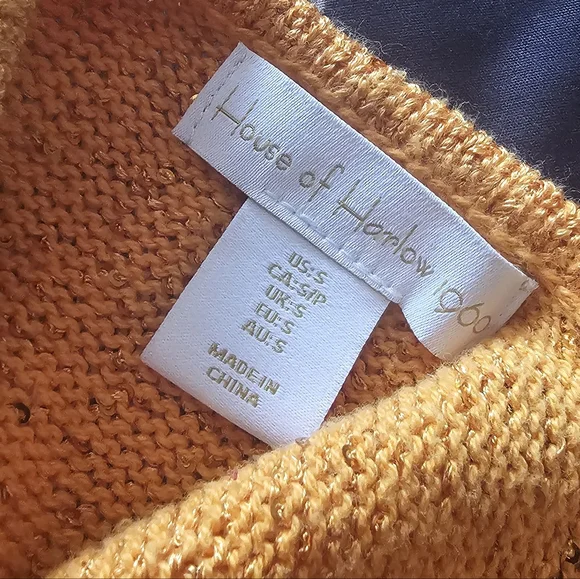 House of Harlow 1960
US: S
CA: S/P
UK: S
EU: S
AU: S
MADE IN
CHINA